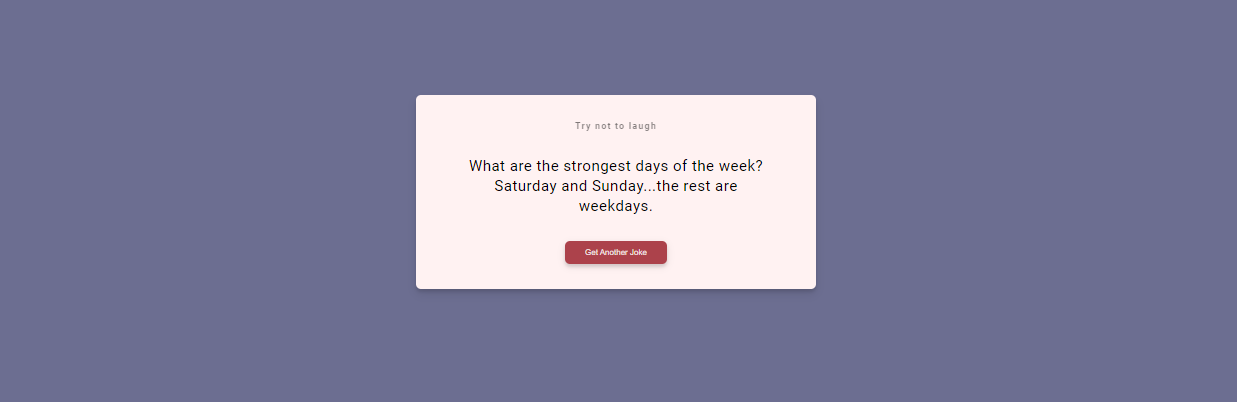 Try not to laugh
What are the strongest days of the week?
Saturday and Sunday...the rest are
weekdays.
Get Another Joke